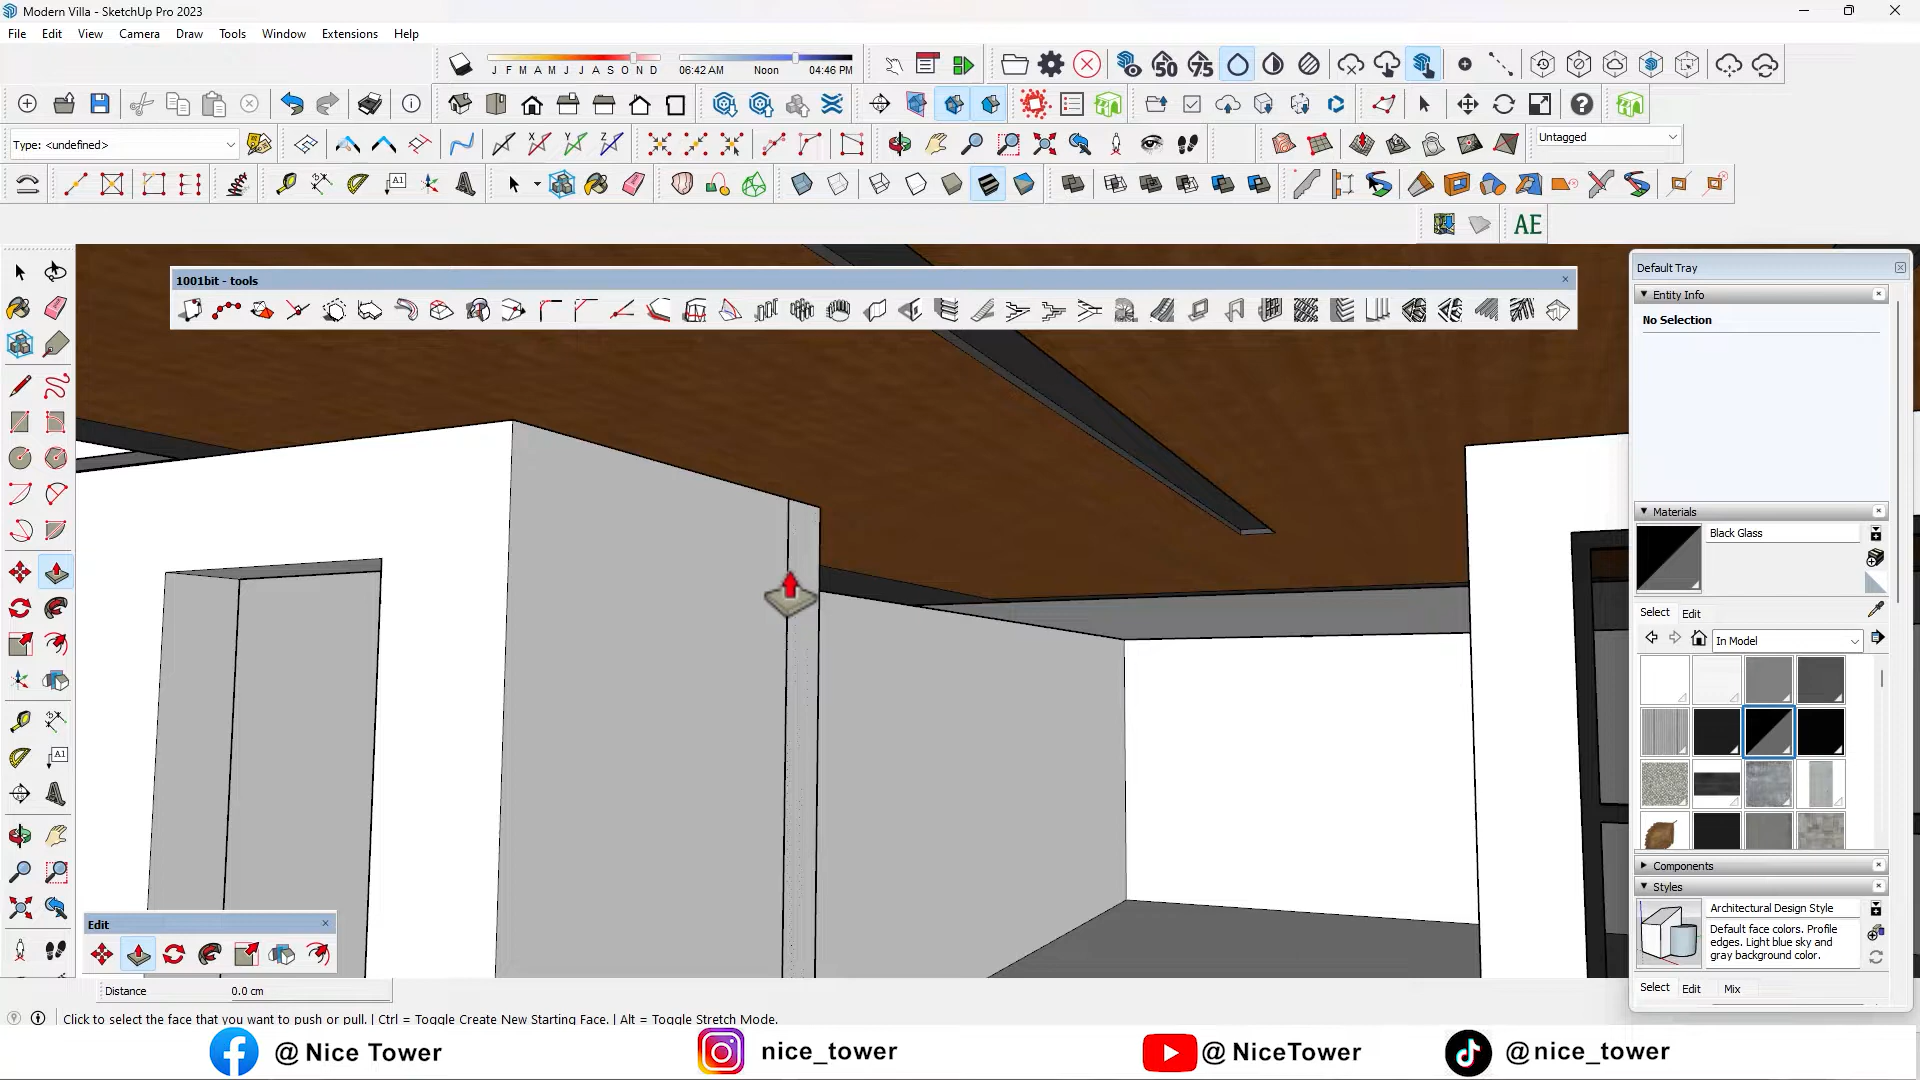 Modern Villa - SketchUp Pro 2023
File Edit View Camera Draw Tools Window Extensions Help
J F M A M J J A S O N D
06:42 AM Noon 04:46 PM
50 75
Type: <undefined>
Untagged
A1
AE
1001bit - tools
Default Tray
Entity Info
No Selection
Materials
Black Glass
Select Edit
In Model
Components
Styles
Architectural Design Style
Default face colors. Profile
edges. Light blue sky and
gray background color.
Select Edit Mix
A1
Edit
Distance 0.0 cm
Click to select the face that you want to push or pull. | Ctrl = Toggle Create New Starting Face. | Alt = Toggle Stretch Mode.
@ Nice Tower nice_tower @ NiceTower @nice_tower